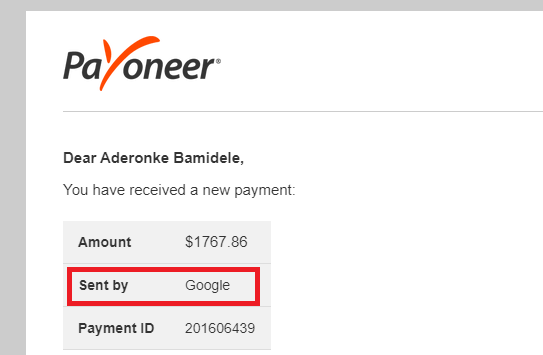 Payoneer®
Dear Aderonke Bamidele,
You have received a new payment:
Amount $1767.86
Sent by Google
Payment ID 201606439